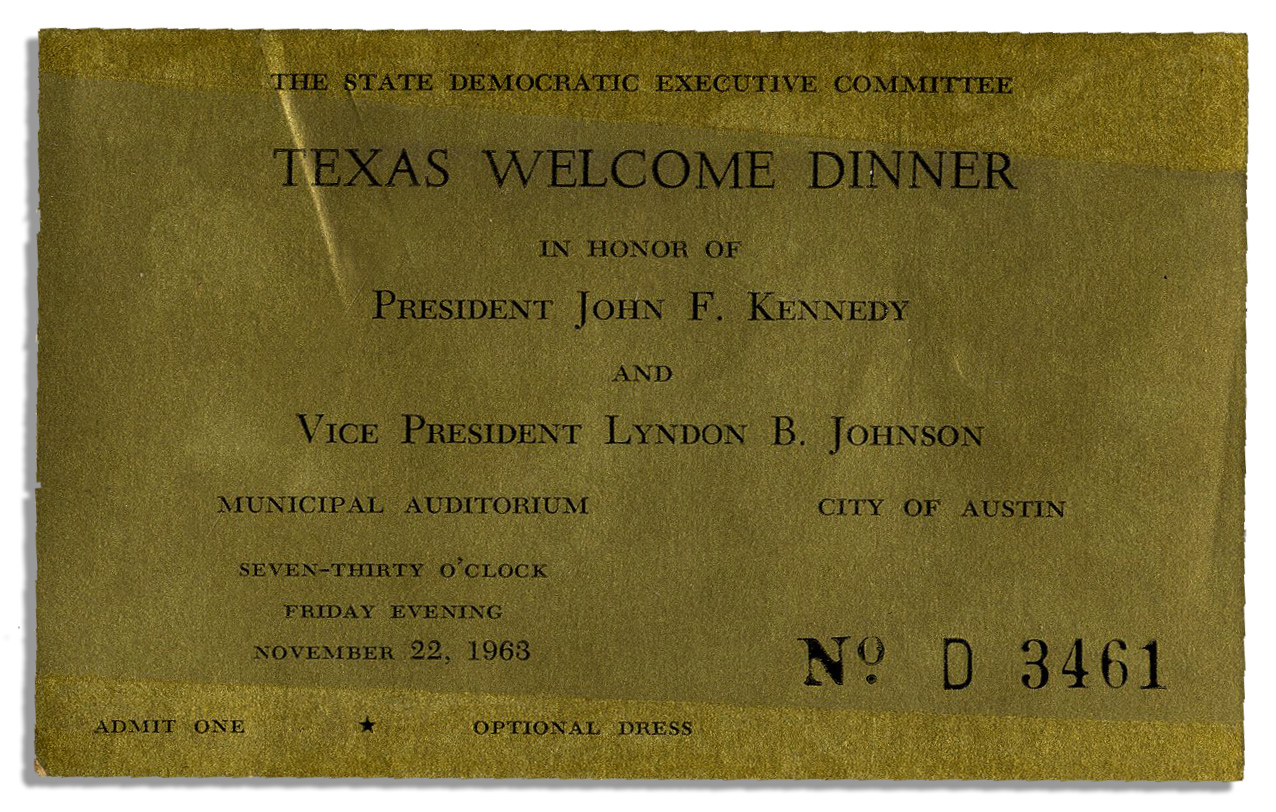 THE STATE DEMOCRATIC EXECUTIVE COMMITTEE
TEXAS WELCOME DINNER
IN HONOR OF
PRESIDENT JOHN F. KENNEDY
AND
VICE PRESIDENT LYNDON B. JOHNSON
MUNICIPAL AUDITORIUM CITY OF AUSTIN
SEVEN-THIRTY O'CLOCK
FRIDAY EVENING
NOVEMBER 22, 1963
Nº D 3461
ADMIT ONE ★ OPTIONAL DRESS